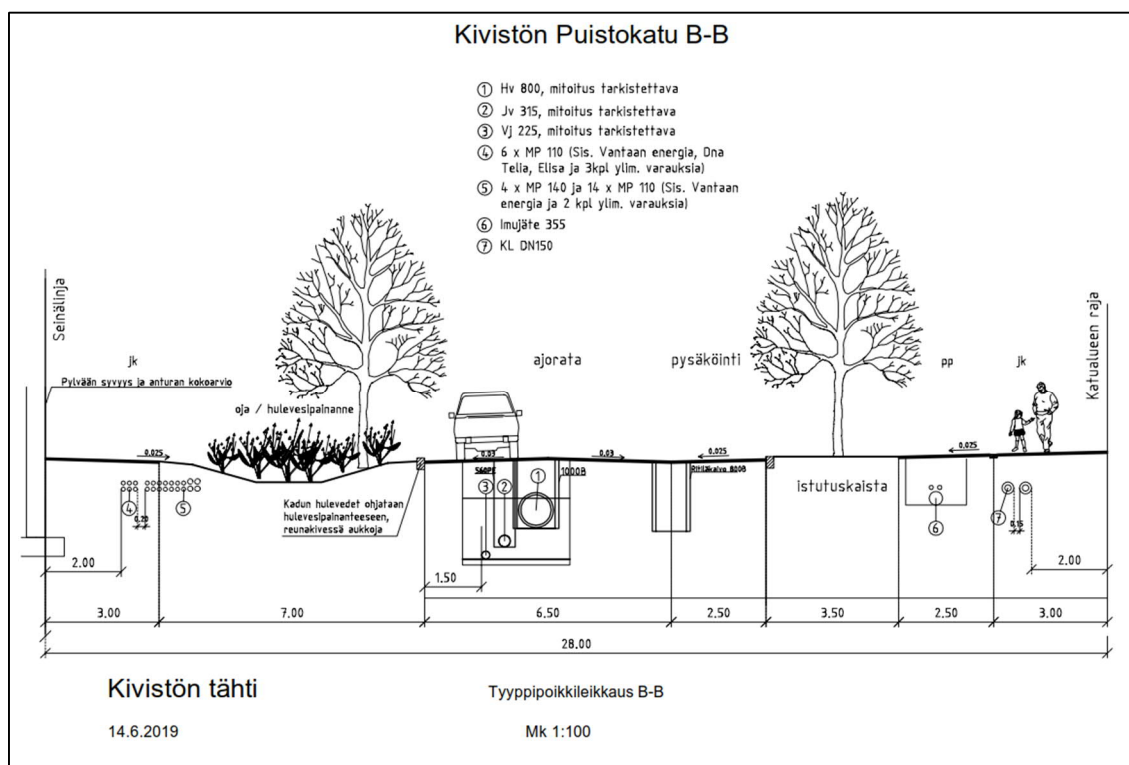 Kivistön Puistokatu B-B
1 Hv 800, mitoitus tarkistettava
2 Jv 315, mitoitus tarkistettava
3 Vj 225, mitoitus tarkistettava
4 6 x MP 110 (Sis. Vantaan energia, Dna
Telia, Elisa ja 3kpl ylim. varauksia)
5 4 x MP 140 ja 14 x MP 110 (Sis. Vantaan
energia ja 2 kpl ylim. varauksia)
6 Imujäte 355
7 KL DN150
Seinälinja
Katualueen raja
jk
ajorata
pysäköinti
pp
jk
Pylvään syvyys ja anturan kokoarvio
oja / hulevesipainanne
0.025
0.03
0.03
0.025
0.025
1000B
Ritiläkaivo 800B
istutuskaista
3
2
1
4
5
6
7
0.20
0.15
Kadun hulevedet ohjataan
hulevesipainanteeseen,
reunakivessä aukkoja
2.00
1.50
2.00
3.00
7.00
6.50
2.50
3.50
2.50
3.00
28.00
Kivistön tähti
Tyyppipoikkileikkaus B-B
14.6.2019
Mk 1:100